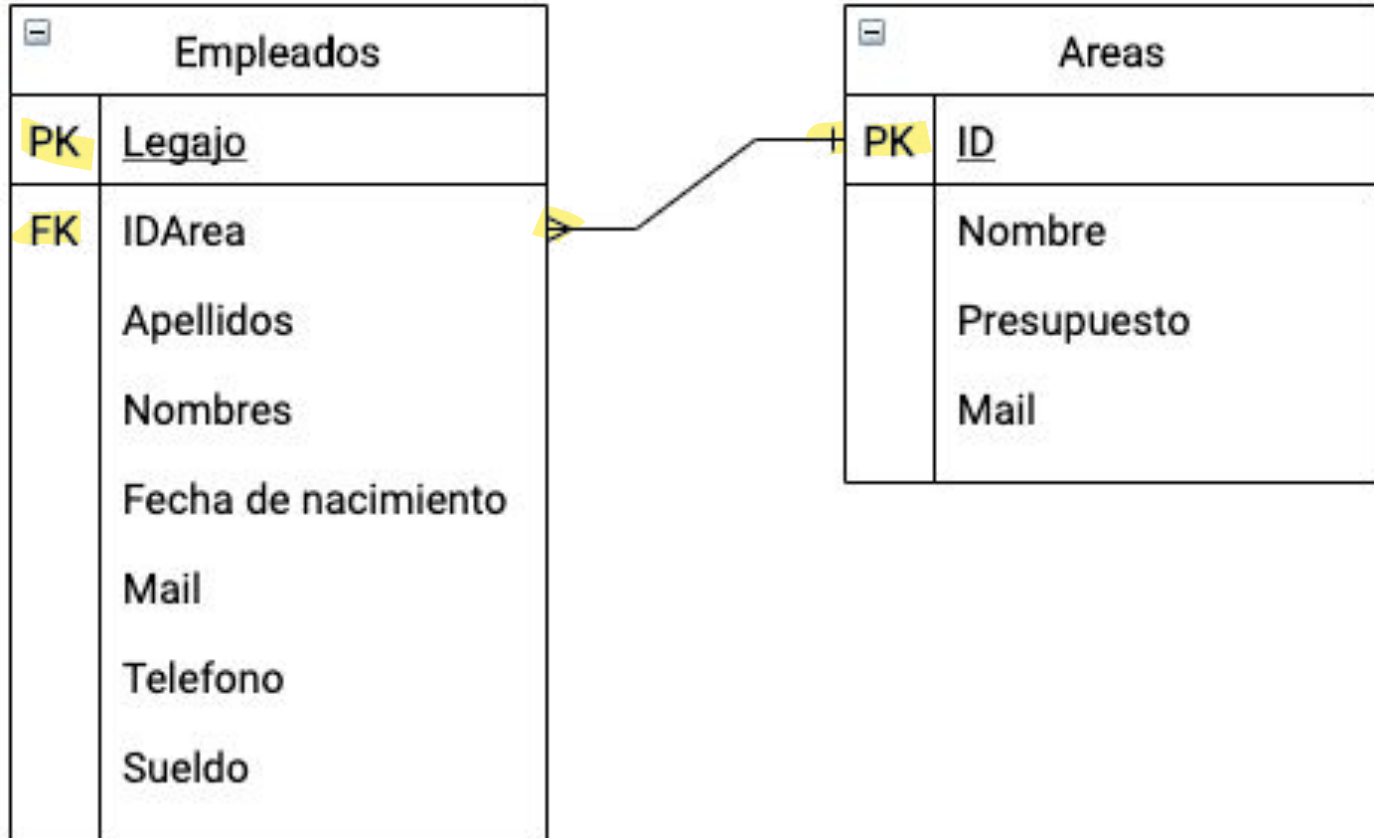 Empleados
PK Legajo
FK IDArea
Apellidos
Nombres
Fecha de nacimiento
Mail
Telefono
Sueldo
Areas
PK ID
Nombre
Presupuesto
Mail